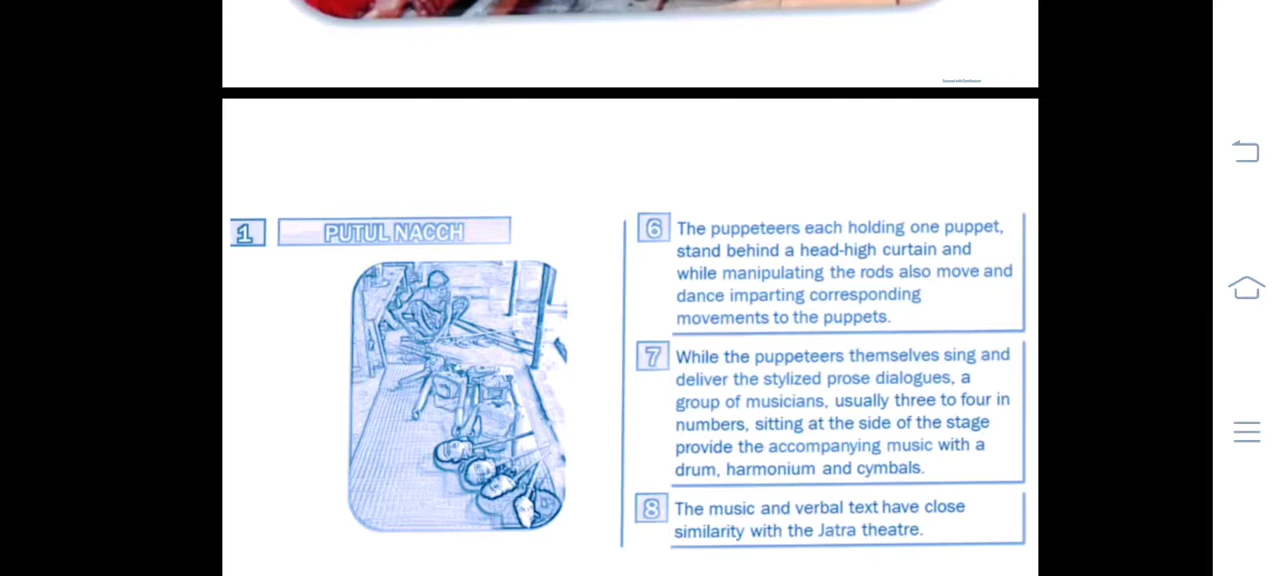 Scanned with CamScanner
1
PUTUL NACCH
6
The puppeteers each holding one puppet,
stand behind a head-high curtain and
while manipulating the rods also move and
dance imparting corresponding
movements to the puppets.
7
While the puppeteers themselves sing and
deliver the stylized prose dialogues, a
group of musicians, usually three to four in
numbers, sitting at the side of the stage
provide the accompanying music with a
drum, harmonium and cymbals.
8
The music and verbal text have close
similarity with the Jatra theatre.